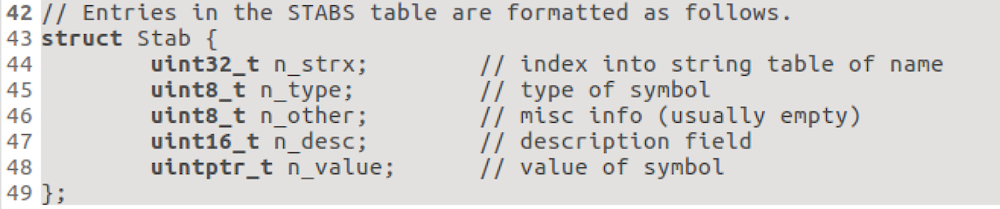 42 // Entries in the STABS table are formatted as follows.
43 struct Stab {
44         uint32_t n_strx;        // index into string table of name
45         uint8_t n_type;         // type of symbol
46         uint8_t n_other;        // misc info (usually empty)
47         uint16_t n_desc;        // description field
48         uintptr_t n_value;      // value of symbol
49 };